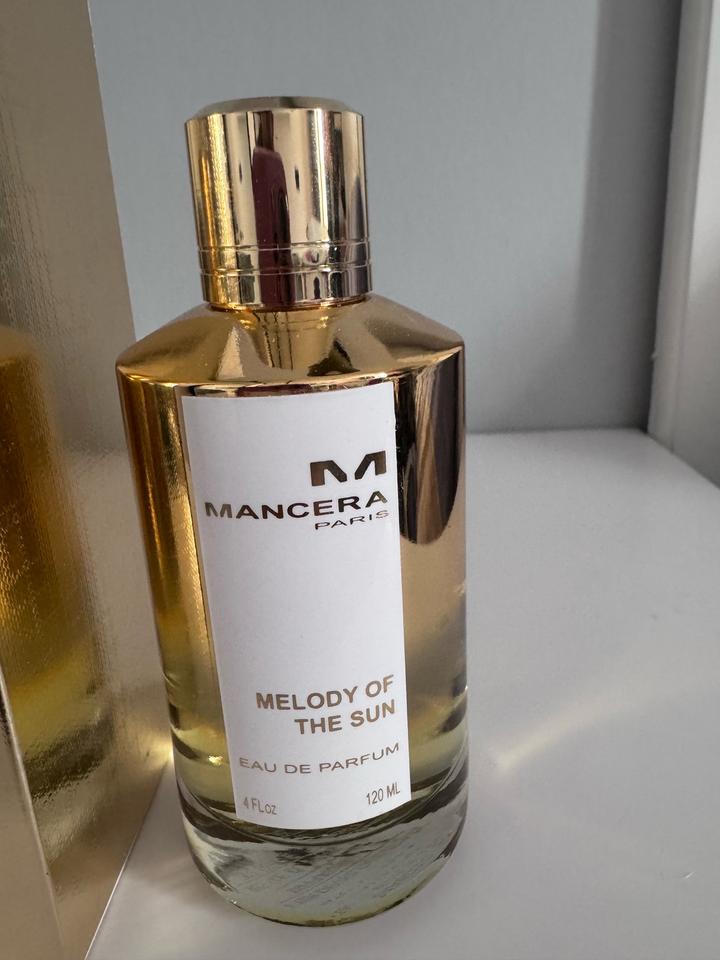 M
MANCERA
PARIS
MELODY OF
THE SUN
EAU DE PARFUM
4 FLoz 120 ML